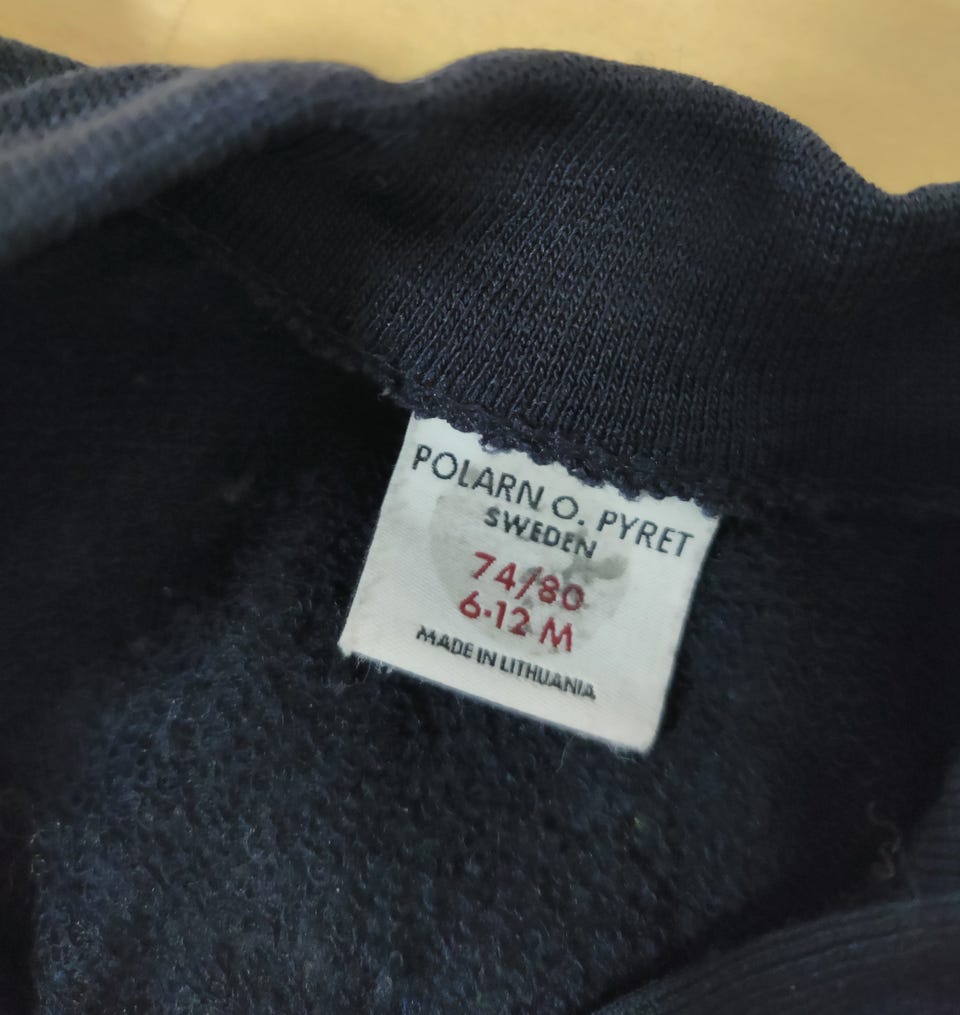 POLARN O. PYRET
SWEDEN
74/80
6-12 M
MADE IN LITHUANIA